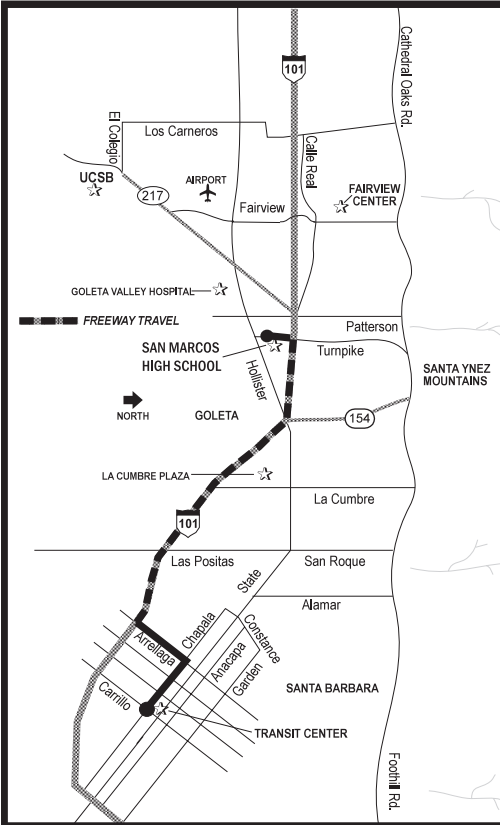 101
Cathedral Oaks Rd.
El Colegio
Los Carneros
Calle Real
UCSB
AIRPORT
217
Fairview
FAIRVIEW
CENTER
GOLETA VALLEY HOSPITAL
FREEWAY TRAVEL
Patterson
SAN MARCOS
HIGH SCHOOL
Turnpike
Hollister
SANTA YNEZ
MOUNTAINS
NORTH
GOLETA
154
LA CUMBRE PLAZA
La Cumbre
101
Las Positas
San Roque
State
Alamar
Chapala
Constance
Arrellaga
Anacapa
Garden
Carrillo
SANTA BARBARA
TRANSIT CENTER
Foothill Rd.